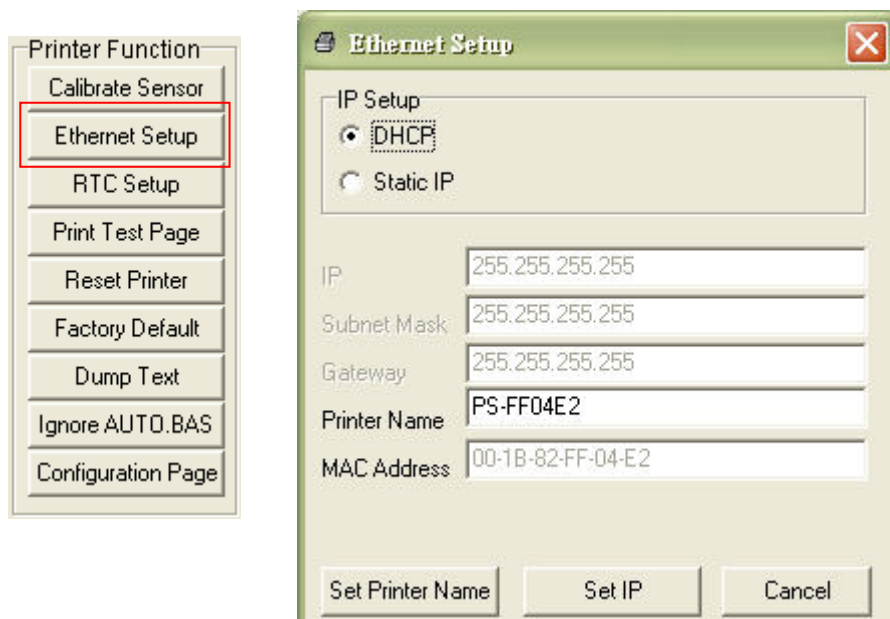 Printer Function
Calibrate Sensor
Ethernet Setup
RTC Setup
Print Test Page
Reset Printer
Factory Default
Dump Text
Ignore AUTO.BAS
Configuration Page
Ethernet Setup
IP Setup
DHCP
Static IP
IP 255.255.255.255
Subnet Mask 255.255.255.255
Gateway 255.255.255.255
Printer Name PS-FF04E2
MAC Address 00-1B-82-FF-04-E2
Set Printer Name Set IP Cancel